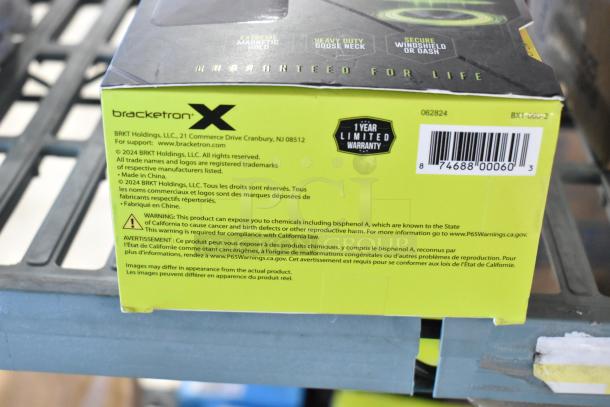 EXTREME
MAGNETIC
HOLD
HEAVY DUTY
GOOSE NECK
SECURE
WINDSHIELD
OR DASH
GUARANTEED FOR LIFE
bracketron X
BRKT Holdings, LLC., 21 Commerce Drive Cranbury, NJ 08512
For support: www.bracketron.com
© 2024 BRKT Holdings, LLC. All rights reserved.
All trade names and logos are registered trademarks
of respective manufacturers listed.
• Made in China.
© 2024 BRKT Holdings, LLC. Tous les droits sont réservés. Tous
les noms commerciaux et logos sont des marques déposées de
fabricants respectifs répertoriés.
• Fabriqué en Chine.
1 YEAR
LIMITED
WARRANTY
062824
8 74688 00060 3
WARNING: This product can expose you to chemicals including bisphenol A, which are known to the State
of California to cause cancer and birth defects or other reproductive harm. For more information go to www.P65Warnings.ca.gov.
This warning is required for compliance with California law.
AVERTISSEMENT : Ce produit peut vous exposer à des produits chimiques, y compris le bisphénol A, reconnus par
l'État de Californie comme étant cancérigènes, à l'origine de malformations congénitales ou d'autres problèmes de reproduction. Pour
plus d'informations, rendez à www.P65Warnings.ca.gov. Cet avertissement est requis pour se conformer aux lois de l'État de Californie.
Images may differ in appearance from the actual product.
Les images peuvent différer en apparence du produit réel.